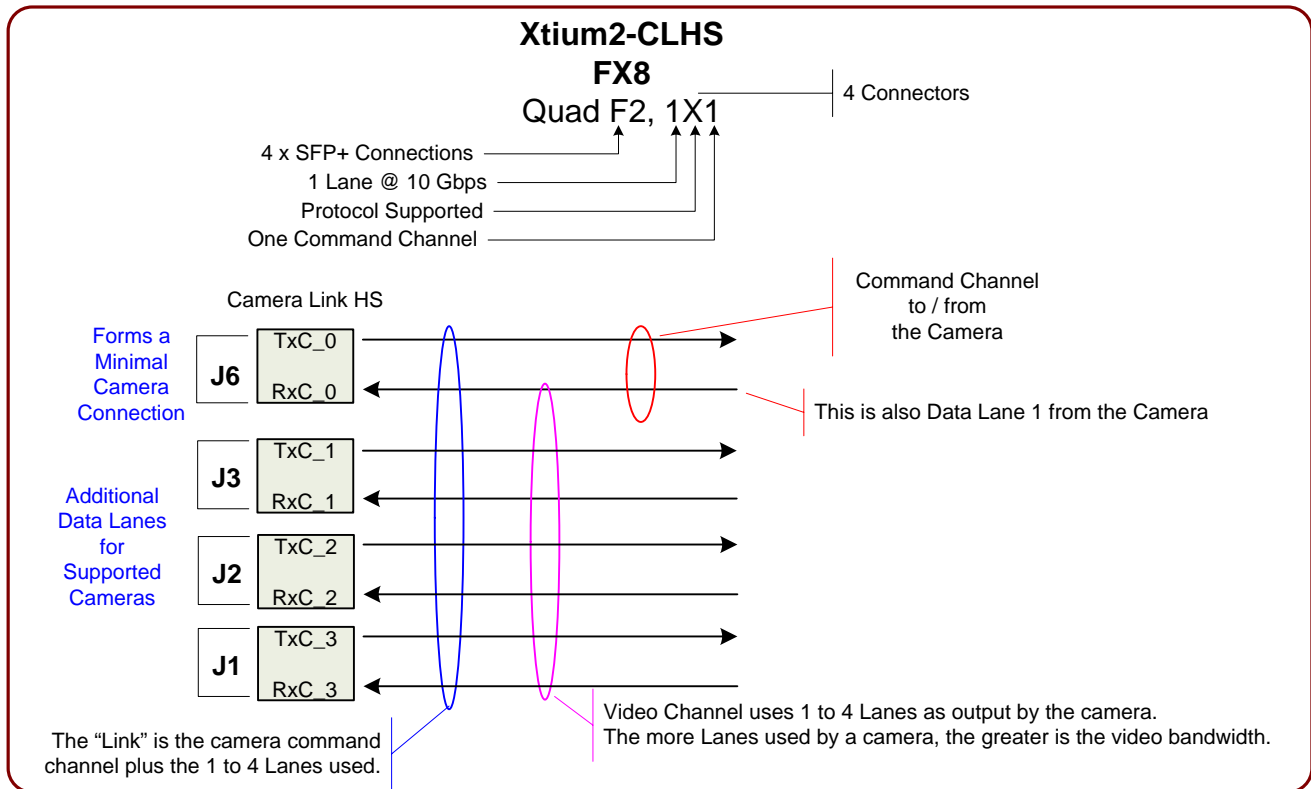 Xtium2-CLHS
FX8
Quad F2, 1X1
4 Connectors
4 x SFP+ Connections
1 Lane @ 10 Gbps
Protocol Supported
One Command Channel
Camera Link HS
Command Channel
to / from
the Camera
Forms a
Minimal
Camera
Connection
J6
TxC_0
RxC_0
This is also Data Lane 1 from the Camera
J3
TxC_1
RxC_1
Additional
Data Lanes
for
Supported
Cameras
J2
TxC_2
RxC_2
J1
TxC_3
RxC_3
Video Channel uses 1 to 4 Lanes as output by the camera.
The more Lanes used by a camera, the greater is the video bandwidth.
The “Link” is the camera command
channel plus the 1 to 4 Lanes used.